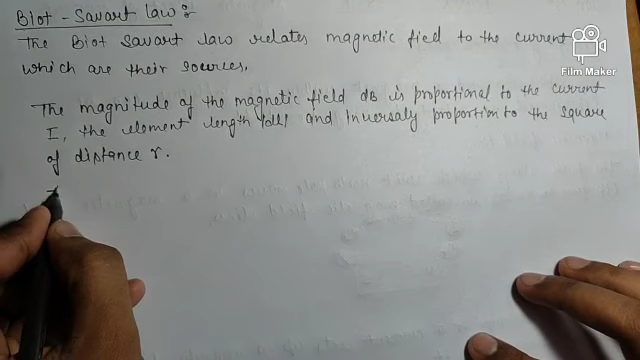 Biot - Savart law :
The Biot Savart law relates magnetic field to the current
which are their sources.
The magnitude of the magnetic field dB is proportional to the current
I, the element length |dl| and inversaly proportion to the square
of distance r.
Film Maker